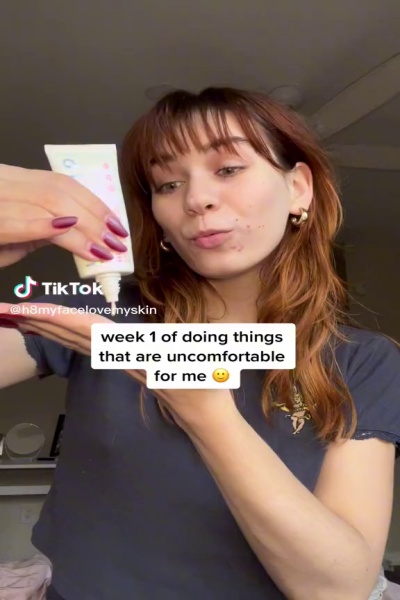 TikTok
@h8myfacelovemyskin
week 1 of doing things
that are uncomfortable
for me 🙂